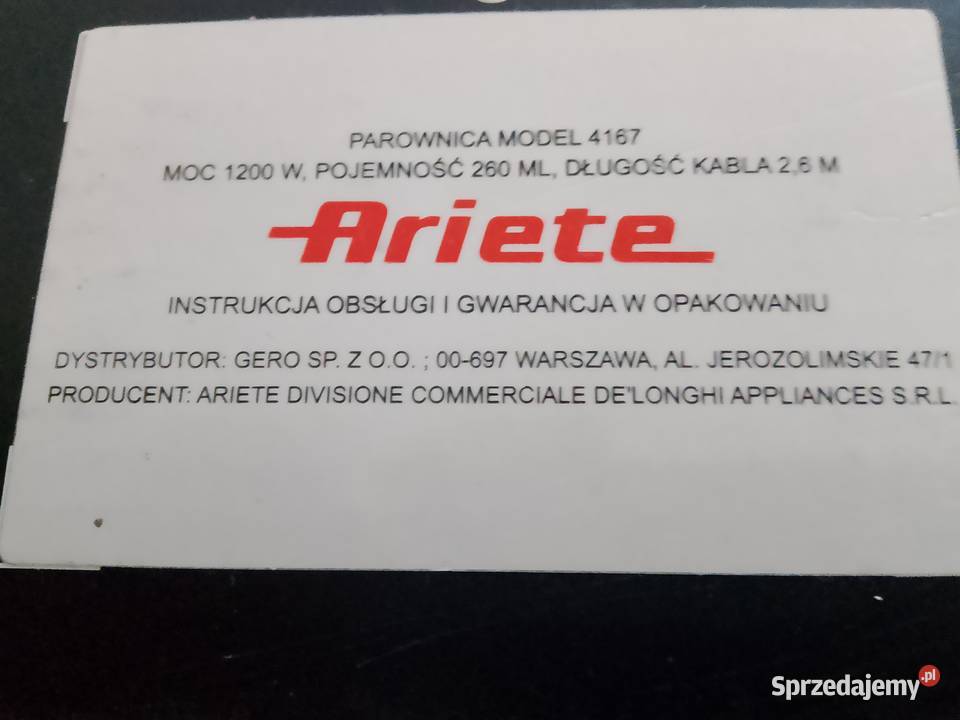 PAROWNICA MODEL 4167
MOC 1200 W, POJEMNOŚĆ 260 ML, DŁUGOŚĆ KABLA 2,6 M
Ariete
INSTRUKCJA OBSŁUGI I GWARANCJA W OPAKOWANIU
DYSTRYBUTOR: GERO SP. Z O.O. ; 00-697 WARSZAWA, AL. JEROZOLIMSKIE 47/1
PRODUCENT: ARIETE DIVISIONE COMMERCIALE DE"LONGHI APPLIANCES S.R.L.
Sprzedajemy.pl